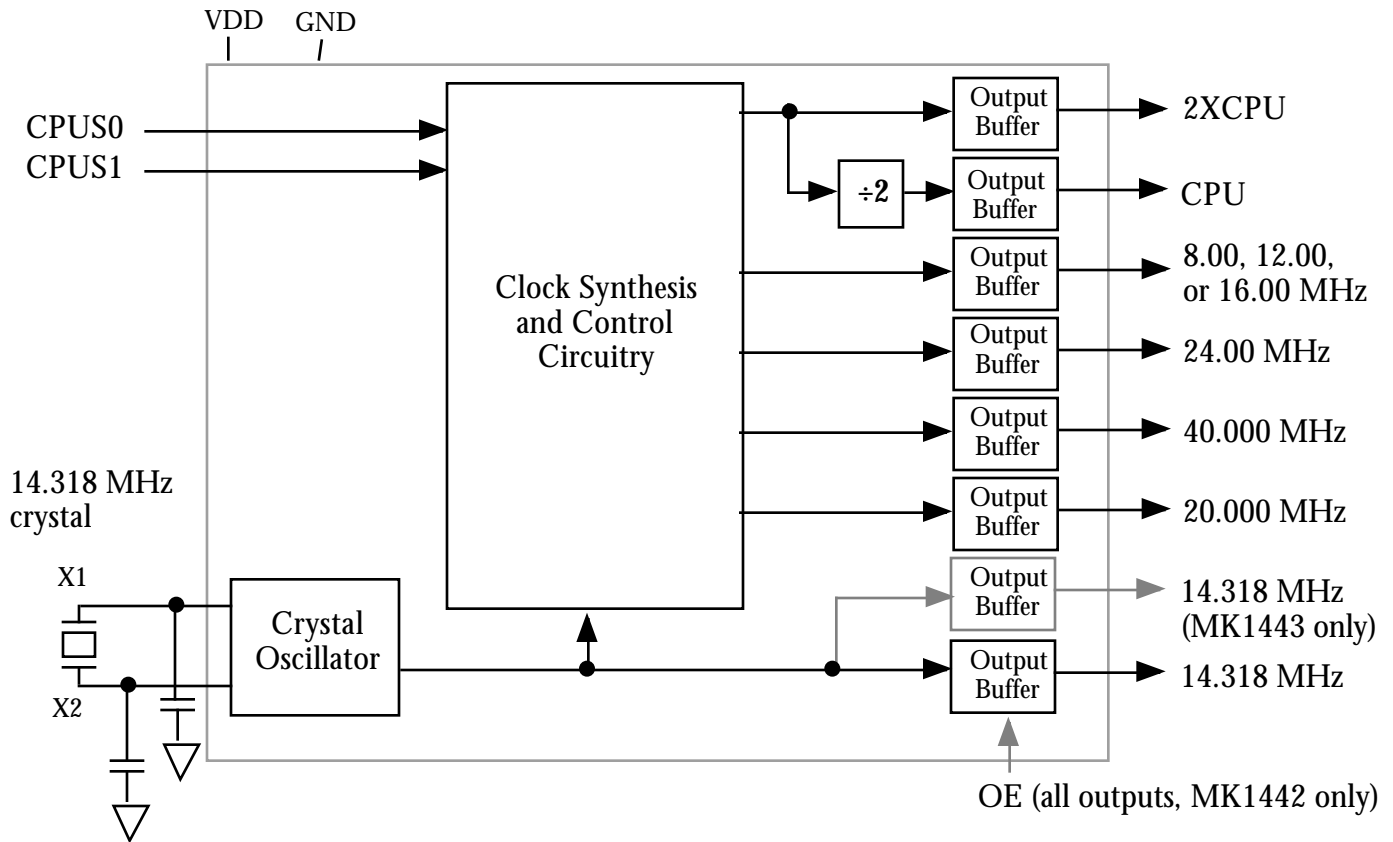 VDD GND
CPUS0
CPUS1
Clock Synthesis
and Control
Circuitry
÷2
Output
Buffer
2XCPU
Output
Buffer
CPU
Output
Buffer
8.00, 12.00,
or 16.00 MHz
Output
Buffer
24.00 MHz
Output
Buffer
40.000 MHz
Output
Buffer
20.000 MHz
Output
Buffer
14.318 MHz
(MK1443 only)
Output
Buffer
14.318 MHz
14.318 MHz
crystal
X1
X2
Crystal
Oscillator
OE (all outputs, MK1442 only)